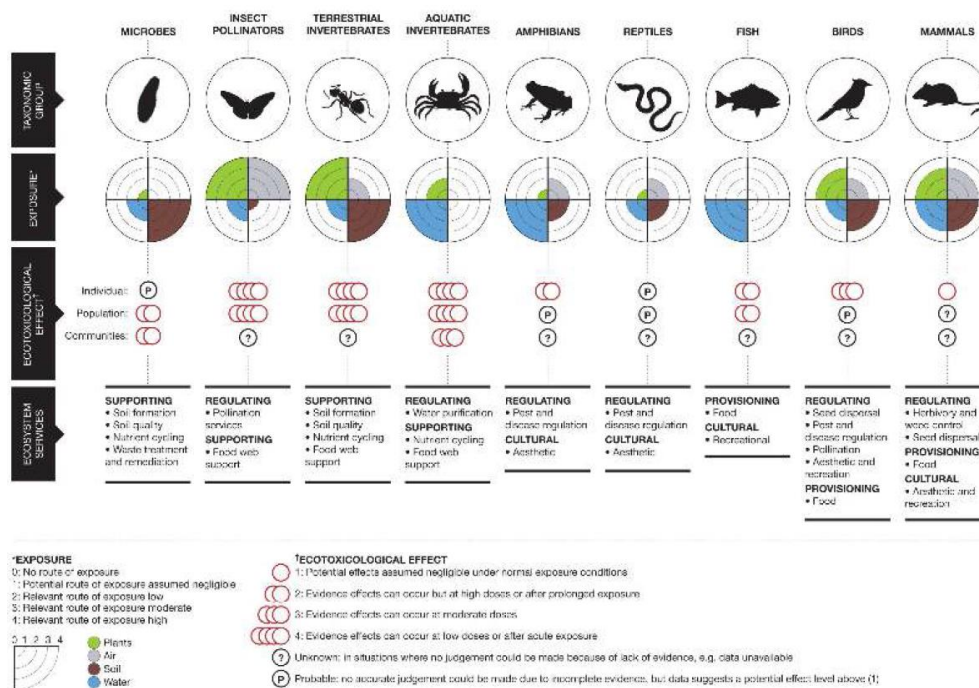 MICROBES
INSECT
POLLINATORS
TERRESTRIAL
INVERTEBRATES
AQUATIC
INVERTEBRATES
AMPHIBIANS
REPTILES
FISH
BIRDS
MAMMALS
TAXONOMIC
GROUP
EXPOSURE*
ECOTOXICOLOGICAL
EFFECT†
Individual: P P
Population: P P P ?
Communities: ? ? ? ? ? ? ?
ECOSYSTEM
SERVICES
SUPPORTING
• Soil formation
• Soil quality
• Nutrient cycling
• Waste treatment
and remediation
REGULATING
• Pollination
services
SUPPORTING
• Food web
support
SUPPORTING
• Soil formation
• Soil quality
• Nutrient cycling
• Food web
support
REGULATING
• Water purification
SUPPORTING
• Nutrient cycling
• Food web
support
REGULATING
• Pest and
disease regulation
CULTURAL
• Aesthetic
REGULATING
• Pest and
disease regulation
CULTURAL
• Aesthetic
PROVISIONING
• Food
CULTURAL
• Recreational
REGULATING
• Seed dispersal
• Pest and
disease regulation
• Pollination
• Aesthetic and
recreation
PROVISIONING
• Food
REGULATING
• Herbivory and
weed control
• Seed dispersal
PROVISIONING
• Food
CULTURAL
• Aesthetic and
recreation
*EXPOSURE
0: No route of exposure
1: Potential route of exposure assumed negligible
2: Relevant route of exposure low
3: Relevant route of exposure moderate
4: Relevant route of exposure high
0 1 2 3 4
Plants
Air
Soil
Water
†ECOTOXICOLOGICAL EFFECT
1: Potential effects assumed negligible under normal exposure conditions
2: Evidence effects can occur but at high doses or after prolonged exposure
3: Evidence effects can occur at moderate doses
4: Evidence effects can occur at low doses or after acute exposure
? Unknown: in situations where no judgement could be made because of lack of evidence, e.g. data unavailable
P Probable: no accurate judgement could be made due to incomplete evidence, but data suggests a potential effect level above (1)